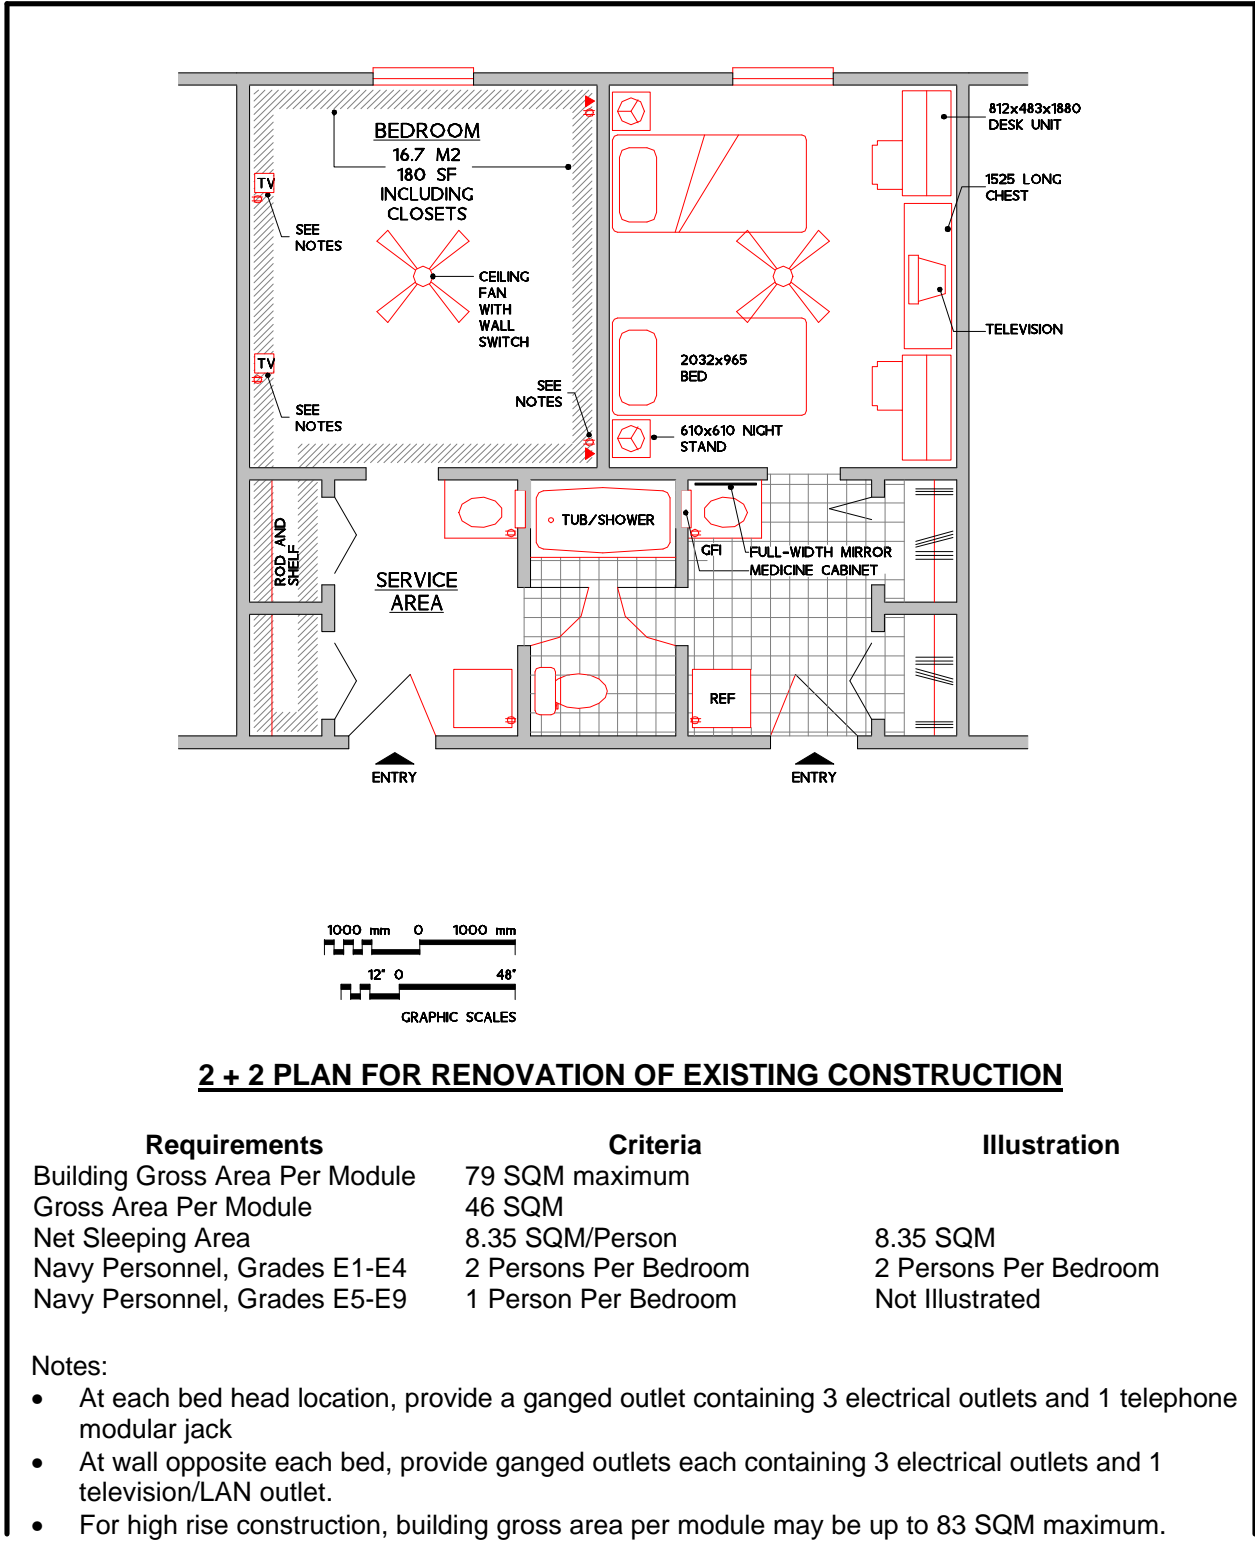 BEDROOM
16.7 M2
180 SF
INCLUDING
CLOSETS
TV
SEE
NOTES
CEILING
FAN
WITH
WALL
SWITCH
TV
SEE
NOTES
SEE
NOTES
812x483x1880
DESK UNIT
1525 LONG
CHEST
TELEVISION
2032x965
BED
610x610 NIGHT
STAND
ROD AND
SHELF
SERVICE
AREA
TUB/SHOWER
GFI
FULL-WIDTH MIRROR
MEDICINE CABINET
REF
ENTRY
ENTRY
1000 mm 0 1000 mm
12" 0 48"
GRAPHIC SCALES
2 + 2 PLAN FOR RENOVATION OF EXISTING CONSTRUCTION
Requirements Criteria Illustration
Building Gross Area Per Module 79 SQM maximum
Gross Area Per Module 46 SQM
Net Sleeping Area 8.35 SQM/Person 8.35 SQM
Navy Personnel, Grades E1-E4 2 Persons Per Bedroom 2 Persons Per Bedroom
Navy Personnel, Grades E5-E9 1 Person Per Bedroom Not Illustrated
Notes:
• At each bed head location, provide a ganged outlet containing 3 electrical outlets and 1 telephone
modular jack
• At wall opposite each bed, provide ganged outlets each containing 3 electrical outlets and 1
television/LAN outlet.
• For high rise construction, building gross area per module may be up to 83 SQM maximum.